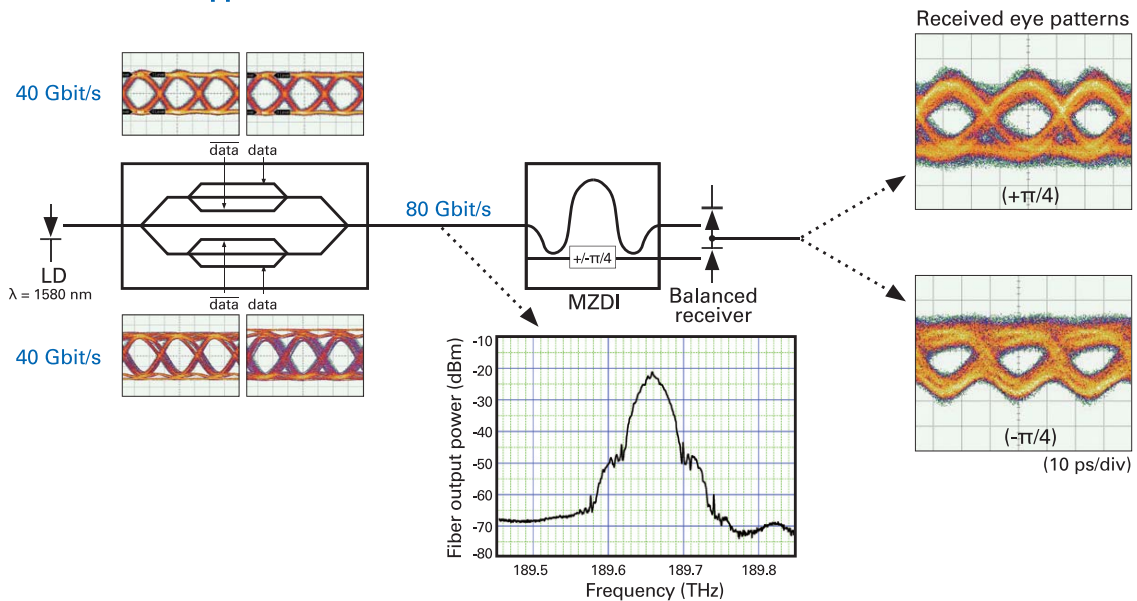 Received eye patterns
40 Gbit/s
data
data
80 Gbit/s
+/-π/4
LD
λ = 1580 nm
MZDI
Balanced
receiver
data
data
40 Gbit/s
(+π/4)
(-π/4)
(10 ps/div)
Fiber output power (dBm)
-10
-20
-30
-40
-50
-60
-70
-80
189.5
189.6
189.7
189.8
Frequency (THz)